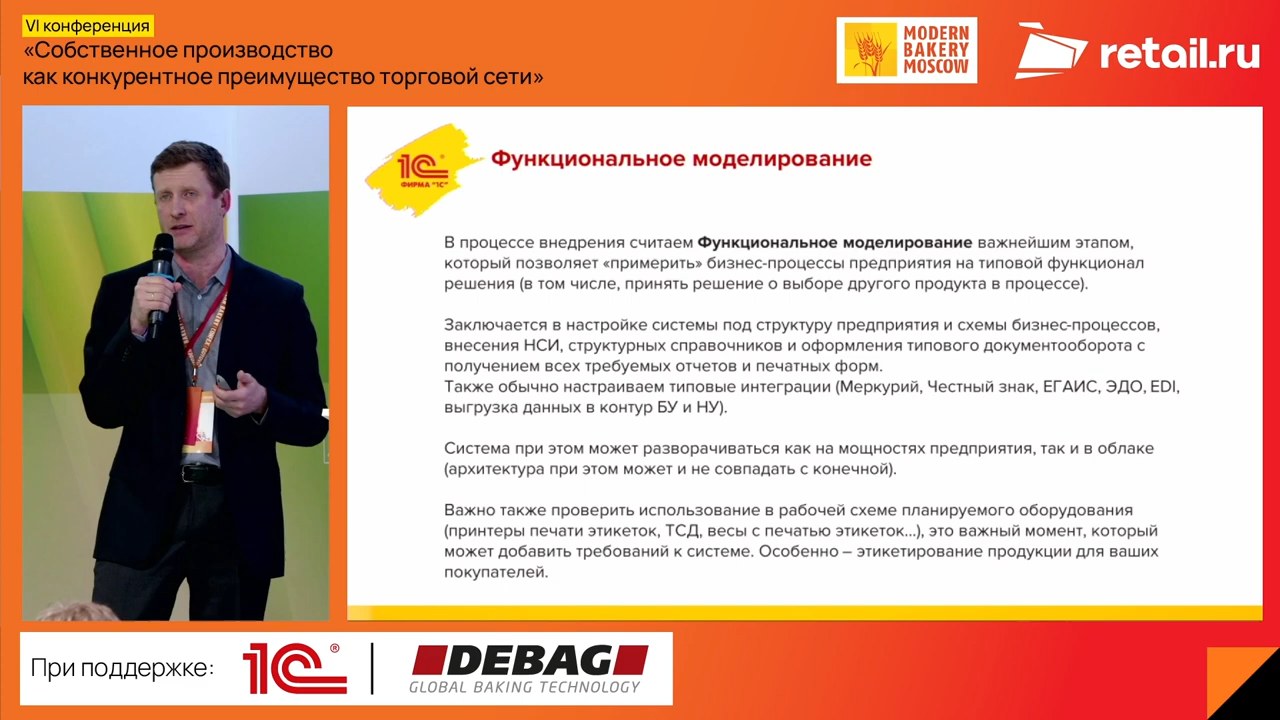 VI конференция
«Собственное производство
как конкурентное преимущество торговой сети»
MODERN
BAKERY
MOSCOW
retail.ru
1С
ФИРМА "1С"
Функциональное моделирование
В процессе внедрения считаем Функциональное моделирование важнейшим этапом,
который позволяет «примерить» бизнес-процессы предприятия на типовой функционал
решения (в том числе, принять решение о выборе другого продукта в процессе).
Заключается в настройке системы под структуру предприятия и схемы бизнес-процессов,
внесения НСИ, структурных справочников и оформления типового документооборота с
получением всех требуемых отчетов и печатных форм.
Также обычно настраиваем типовые интеграции (Меркурий, Честный знак, ЕГАИС, ЭДО, EDI,
выгрузка данных в контур БУ и НУ).
Система при этом может разворачиваться как на мощностях предприятия, так и в облаке
(архитектура при этом может и не совпадать с конечной).
Важно также проверить использование в рабочей схеме планируемого оборудования
(принтеры печати этикеток, ТСД, весы с печатью этикеток...), это важный момент, который
может добавить требований к системе. Особенно – этикетирование продукции для ваших
покупателей.
При поддержке:
1С®
DEBAG
GLOBAL BAKING TECHNOLOGY